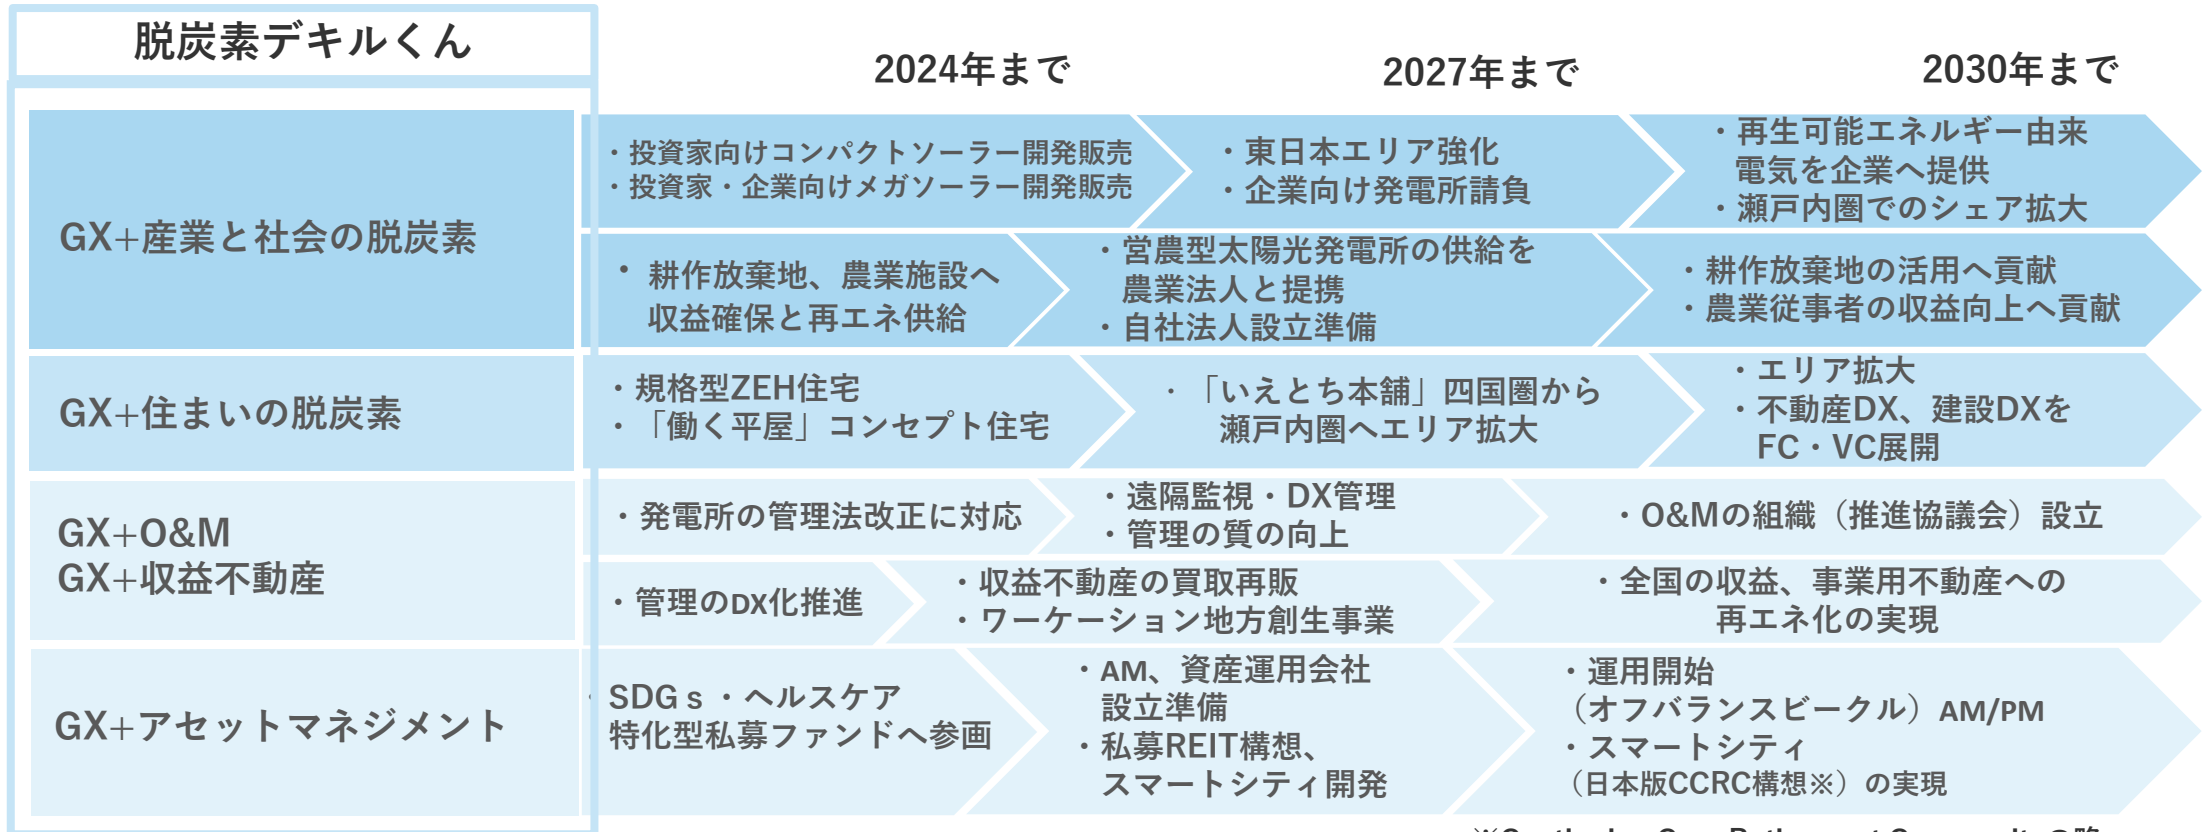 脱炭素デキルくん
2024年まで
2027年まで
2030年まで
GX+産業と社会の脱炭素
・投資家向けコンパクトソーラー開発販売
・投資家・企業向けメガソーラー開発販売
・東日本エリア強化
・企業向け発電所請負
・再生可能エネルギー由来
電気を企業へ提供
・瀬戸内圏でのシェア拡大
・ 耕作放棄地、農業施設へ
収益確保と再エネ供給
・営農型太陽光発電所の供給を
農業法人と提携
・自社法人設立準備
・耕作放棄地の活用へ貢献
・農業従事者の収益向上へ貢献
GX+住まいの脱炭素
・規格型ZEH住宅
・「働く平屋」コンセプト住宅
・「いえとち本舗」四国圏から
瀬戸内圏へエリア拡大
・エリア拡大
・不動産DX、建設DXを
FC・VC展開
GX+O&M
GX+収益不動産
・発電所の管理法改正に対応
・遠隔監視・DX管理
・管理の質の向上
・O&Mの組織（推進協議会）設立
・管理のDX化推進
・収益不動産の買取再販
・ワーケーション地方創生事業
・全国の収益、事業用不動産への
再エネ化の実現
GX+アセットマネジメント
・SDGｓ・ヘルスケア
特化型私募ファンドへ参画
・AM、資産運用会社
設立準備
・私募REIT構想、
スマートシティ開発
・運用開始
（オフバランスビークル）AM/PM
・スマートシティ
（日本版CCRC構想※）の実現